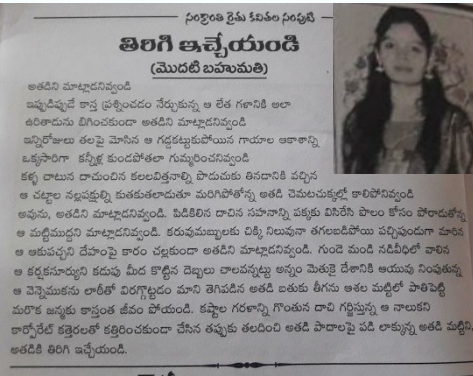 సంక్రాంతి రైతు కవితల సంపుటి
తిరిగి ఇచ్చేయండి
(మొదటి బహుమతి)
అతడిని మాట్లాడనివ్వండి
ఇప్పుడిప్పుడే కాస్త ప్రశ్నించడం నేర్చుకున్న ఆ లేత గళానికి అలా
ఉరితాడును బిగించకుండా అతడిని మాట్లాడనివ్వండి
ఇన్నిరోజులు తలపై మోసిన ఆ గడ్డకట్టుకుపోయిన గాయాల ఆకాశాన్ని
ఒక్కసారిగా కన్నీళ్ల కుండపోతలా గుమ్మరించనివ్వండి
కళ్ళ చాటున దాచుంచిన కలలవిత్తనాల్ని పొడుచుకు తినడానికి వచ్చిన
ఆ చట్టాల నల్లపక్షుల్ని కుతకుతలాడుతూ మరిగిపోతోన్న అతడి చెమటచుక్కల్లో కాలిపోనివ్వండి
అవును, అతడిని మాట్లాడనివ్వండి. పిడికిలిన దాచిన సహనాన్ని పక్కకు విసిరేసి పొలం కోసం పోరాడుతోన్న
ఆ మట్టిముద్దని మాట్లాడనివ్వండి. కరువుమబ్బులకు చిక్కి నిలువునా తగలబడిపోయి పచ్చిపుండుగా మారిన
ఆ ఆకుపచ్చని దేహంపై కారం చల్లకుండా అతడిని మాట్లాడనివ్వండి. గుండె మండి నడివీధిలో వాలిన
ఆ కర్షకసూర్యుని కడుపు మీద కొట్టిన దెబ్బలు చాలవన్నట్టు అన్నం మెతుకై దేశానికి ఆయువు నింపుతున్న
ఆ వెన్నెముకను లాఠీతో విరగ్గొట్టడం మాని తెగిపడిన అతడి బతుకు తీగను ఆశల మట్టిలో పాతిపెట్టి
మరొక జన్మకు కాస్తంత జీవం పోయండి. కష్టాల గరళాన్ని గొంతున దాచి గర్జిస్తున్న ఆ నాలుకని
కార్పోరేట్ కత్తెరలతో కత్తిరించకుండా చేసిన తప్పుకు తలదించి అతడి పాదాలపై పడి లాక్కున్న అతడి మట్టిని,
అతడికి తిరిగి ఇచ్చేయండి.